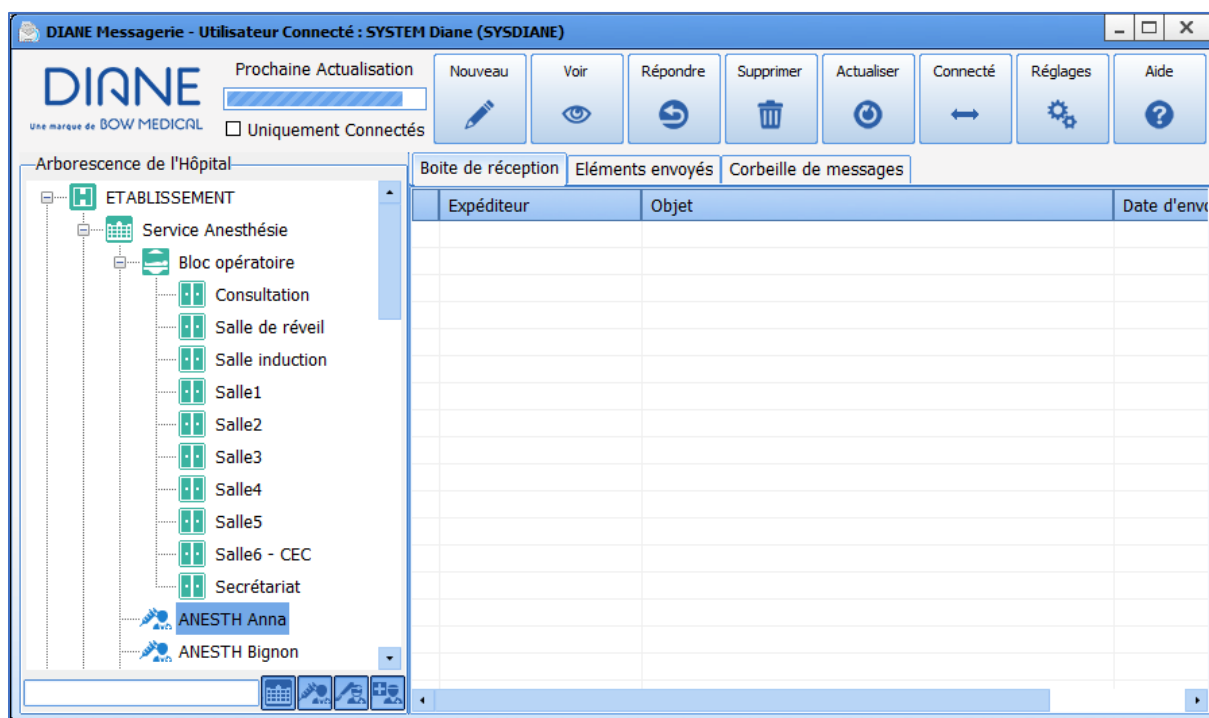 DIANE Messagerie - Utilisateur Connecté : SYSTEM Diane (SYSDIANE)
DIANE
Une marque de BOW MEDICAL
Prochaine Actualisation
Uniquement Connectés
Nouveau
Voir
Répondre
Supprimer
Actualiser
Connecté
Réglages
Aide
Arborescence de l'Hôpital
ETABLISSEMENT
Service Anesthésie
Bloc opératoire
Consultation
Salle de réveil
Salle induction
Salle1
Salle2
Salle3
Salle4
Salle5
Salle6 - CEC
Secrétariat
ANESTH Anna
ANESTH Bignon
Boite de réception
Eléments envoyés
Corbeille de messages
Expéditeur
Objet
Date d'envo